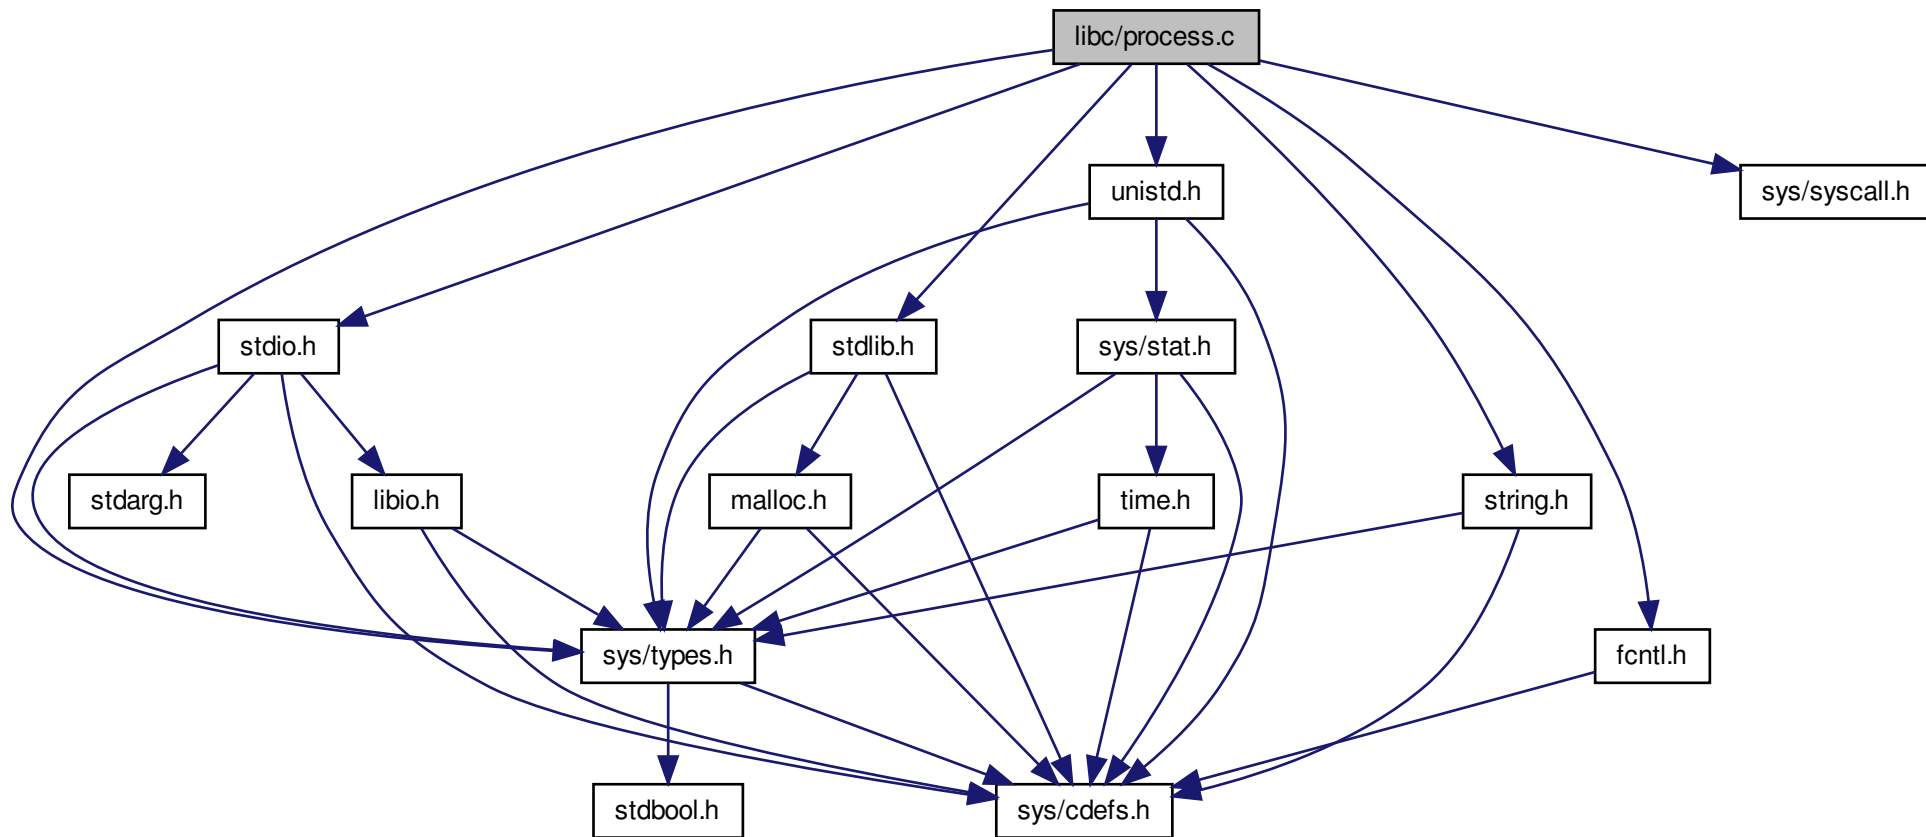 libc/process.c
unistd.h
sys/syscall.h
stdio.h
stdlib.h
sys/stat.h
stdarg.h
libio.h
malloc.h
time.h
string.h
sys/types.h
fcntl.h
stdbool.h
sys/cdefs.h